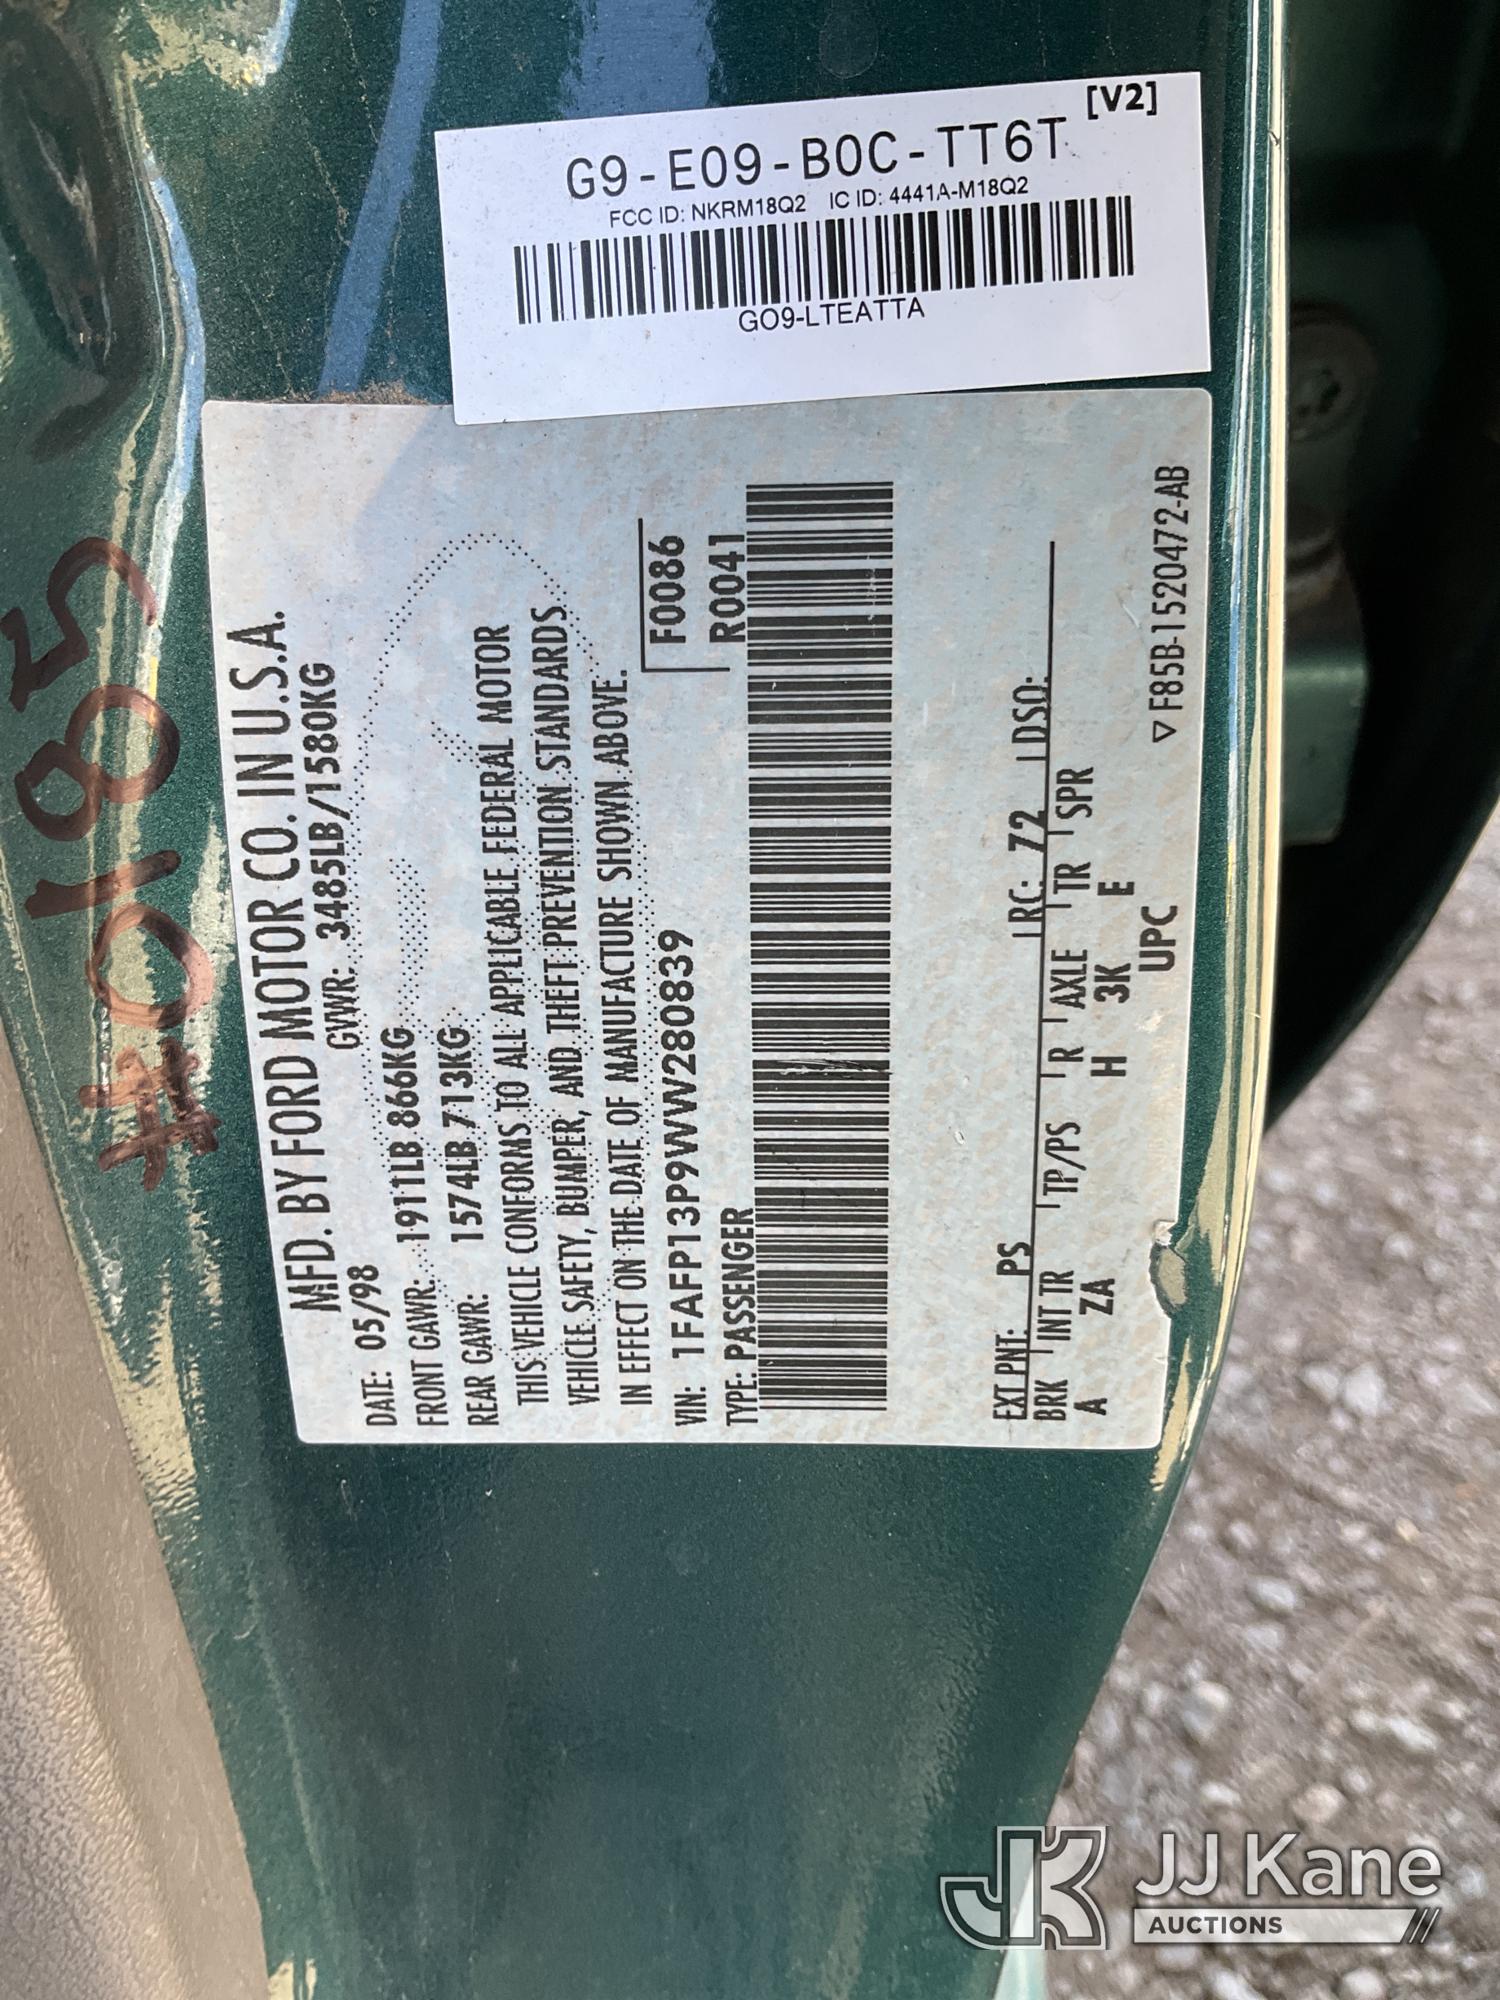 [V2]
G9-E09-B0C-TT6T
FCC ID: NKRM18Q2 IC ID: 4441A-M18Q2
GO9-LTEATTA
#0185
MFD. BY FORD MOTOR CO. IN U.S.A.
DATE: 05/98 GVWR: 3485LB/1580KG
FRONT GAWR: 1911LB 866KG
REAR GAWR: 1574LB 713KG
THIS VEHICLE CONFORMS TO ALL APPLICABLE FEDERAL MOTOR
VEHICLE SAFETY, BUMPER, AND THEFT PREVENTION STANDARDS
IN EFFECT ON THE DATE OF MANUFACTURE SHOWN ABOVE.
VIN: 1FAFP13P9WW280839 F0086
TYPE: PASSENGER R0041
EXT PNT: PS RC: 72 DSO:
BRK INT TR TP/PS R AXLE TR SPR
A ZA H 3K E
UPC
▽ F85B-1520472-AB
JK JJ Kane
AUCTIONS